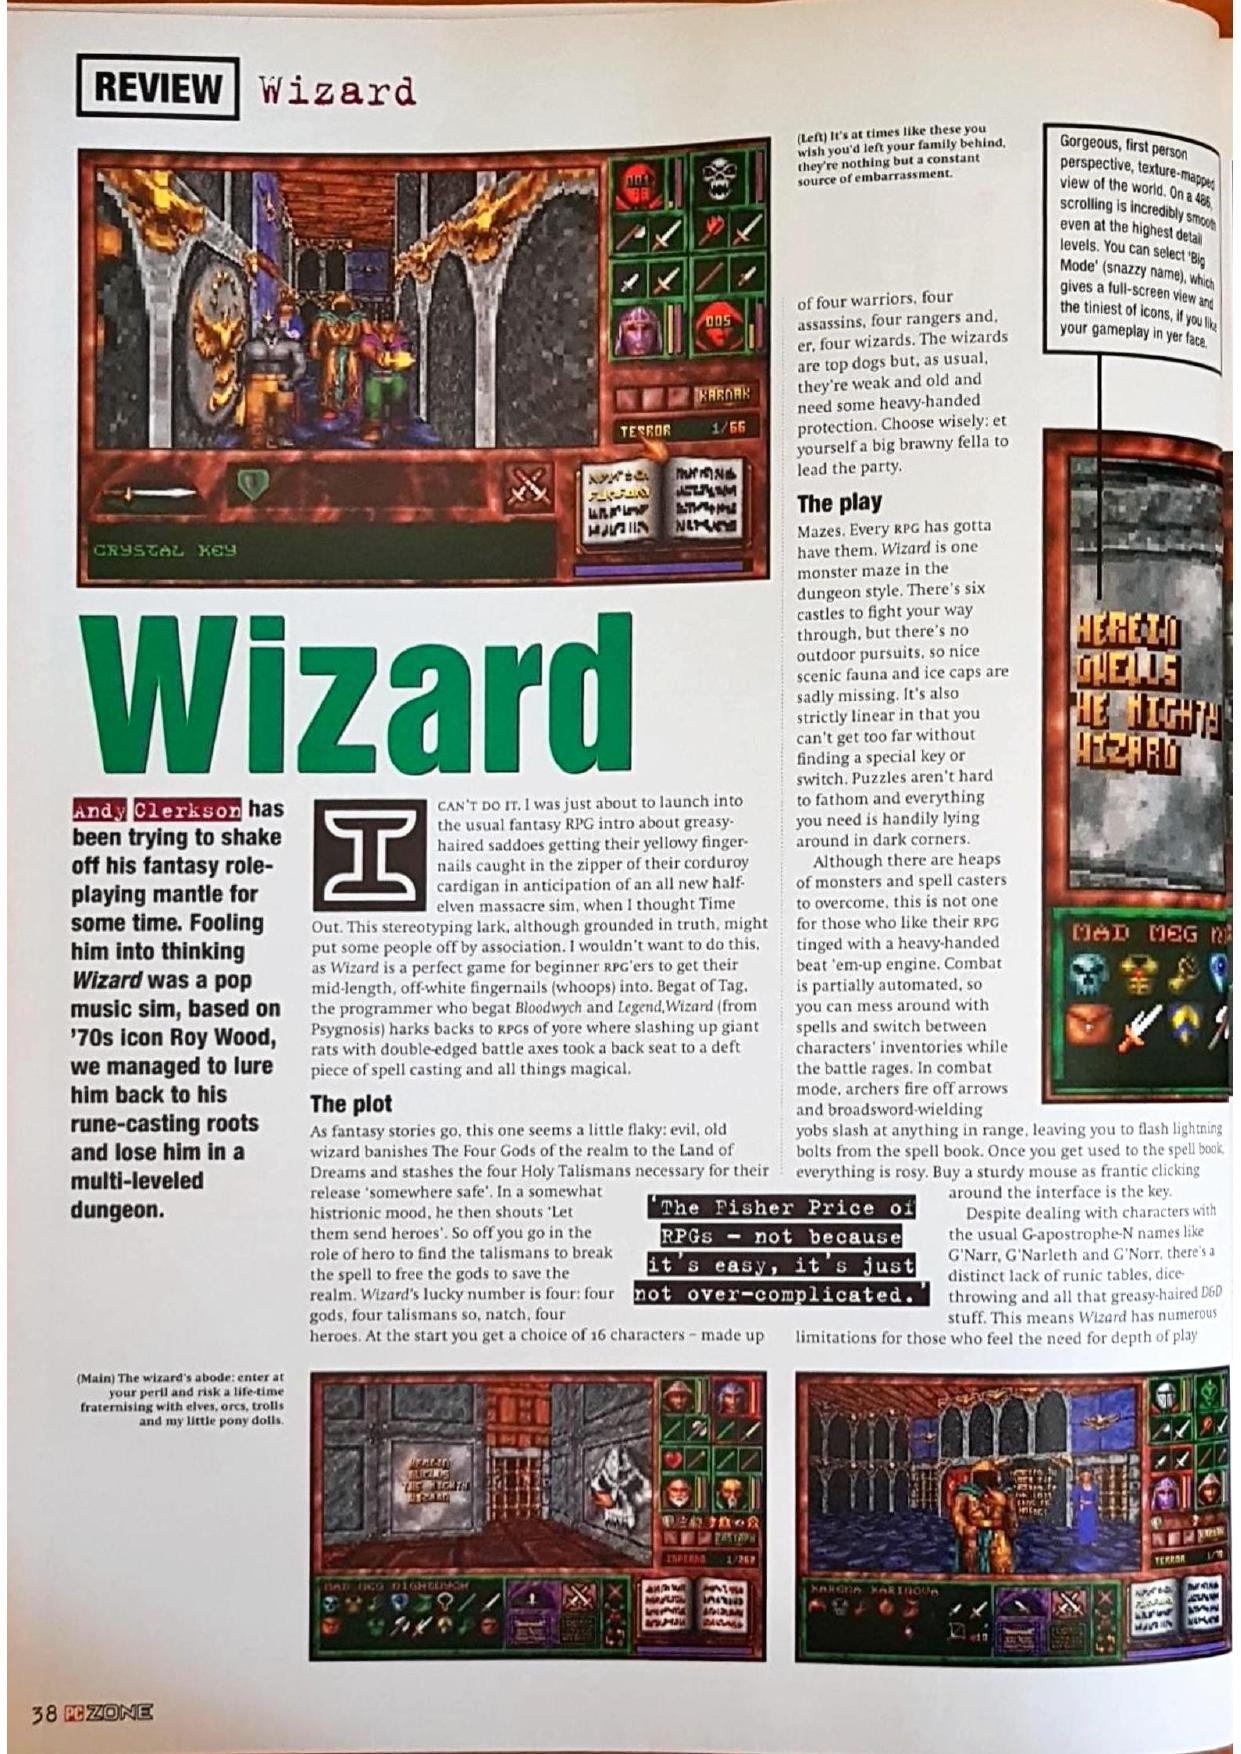 REVIEW Wizard
(Left) It's at times like these you
wish you'd left your family behind,
they're nothing but a constant
source of embarrassment.
Gorgeous, first person
perspective, texture-mapped
view of the world. On a 486,
scrolling is incredibly smooth
even at the highest detail
levels. You can select 'Big
Mode' (snazzy name), which
gives a full-screen view and
the tiniest of icons, if you like
your gameplay in yer face.
001
005
KARNAK
TERROR 1/66
CRYSTAL KEY
Wizard
Andy Clerkson has
been trying to shake
off his fantasy role-
playing mantle for
some time. Fooling
him into thinking
Wizard was a pop
music sim, based on
'70s icon Roy Wood,
we managed to lure
him back to his
rune-casting roots
and lose him in a
multi-leveled
dungeon.
I CAN'T DO IT. I was just about to launch into
the usual fantasy RPG intro about greasy-
haired saddoes getting their yellowy finger-
nails caught in the zipper of their corduroy
cardigan in anticipation of an all new half-
elven massacre sim, when I thought Time
Out. This stereotyping lark, although grounded in truth, might
put some people off by association. I wouldn't want to do this,
as Wizard is a perfect game for beginner RPG'ers to get their
mid-length, off-white fingernails (whoops) into. Begat of Tag,
the programmer who begat Bloodwych and Legend, Wizard (from
Psygnosis) harks backs to RPGs of yore where slashing up giant
rats with double-edged battle axes took a back seat to a deft
piece of spell casting and all things magical.
The plot
As fantasy stories go, this one seems a little flaky: evil, old
wizard banishes The Four Gods of the realm to the Land of
Dreams and stashes the four Holy Talismans necessary for their
release 'somewhere safe'. In a somewhat
histrionic mood, he then shouts 'Let
them send heroes'. So off you go in the
role of hero to find the talismans to break
the spell to free the gods to save the
realm. Wizard's lucky number is four: four
gods, four talismans so, natch, four
heroes. At the start you get a choice of 16 characters – made up
'The Fisher Price of
RPGs – not because
it's easy, it's just
not over-complicated.'
of four warriors, four
assassins, four rangers and,
er, four wizards. The wizards
are top dogs but, as usual,
they're weak and old and
need some heavy-handed
protection. Choose wisely: et
yourself a big brawny fella to
lead the party.
The play
Mazes. Every RPG has gotta
have them. Wizard is one
monster maze in the
dungeon style. There's six
castles to fight your way
through, but there's no
outdoor pursuits, so nice
scenic fauna and ice caps are
sadly missing. It's also
strictly linear in that you
can't get too far without
finding a special key or
switch. Puzzles aren't hard
to fathom and everything
you need is handily lying
around in dark corners.
Although there are heaps
of monsters and spell casters
to overcome, this is not one
for those who like their RPG
tinged with a heavy-handed
beat 'em-up engine. Combat
is partially automated, so
you can mess around with
spells and switch between
characters' inventories while
the battle rages. In combat
mode, archers fire off arrows
and broadsword-wielding
yobs slash at anything in range, leaving you to flash lightning
bolts from the spell book. Once you get used to the spell book,
everything is rosy. Buy a sturdy mouse as frantic clicking
around the interface is the key.
Despite dealing with characters with
the usual G-apostrophe-N names like
G'Narr, G'Narleth and G'Norr, there's a
distinct lack of runic tables, dice-
throwing and all that greasy-haired D&D
stuff. This means Wizard has numerous
limitations for those who feel the need for depth of play
HEREIN
DWELLS
HE MIGHTY
WIZARD
MAD MEG
(Main) The wizard's abode: enter at
your peril and risk a life-time
fraternising with elves, orcs, trolls
and my little pony dolls.
HEREIN
DWELLS
THE MIGHTY
WIZARD
INFERNO 1/262
MAD MEG
TERROR
38 PC ZONE